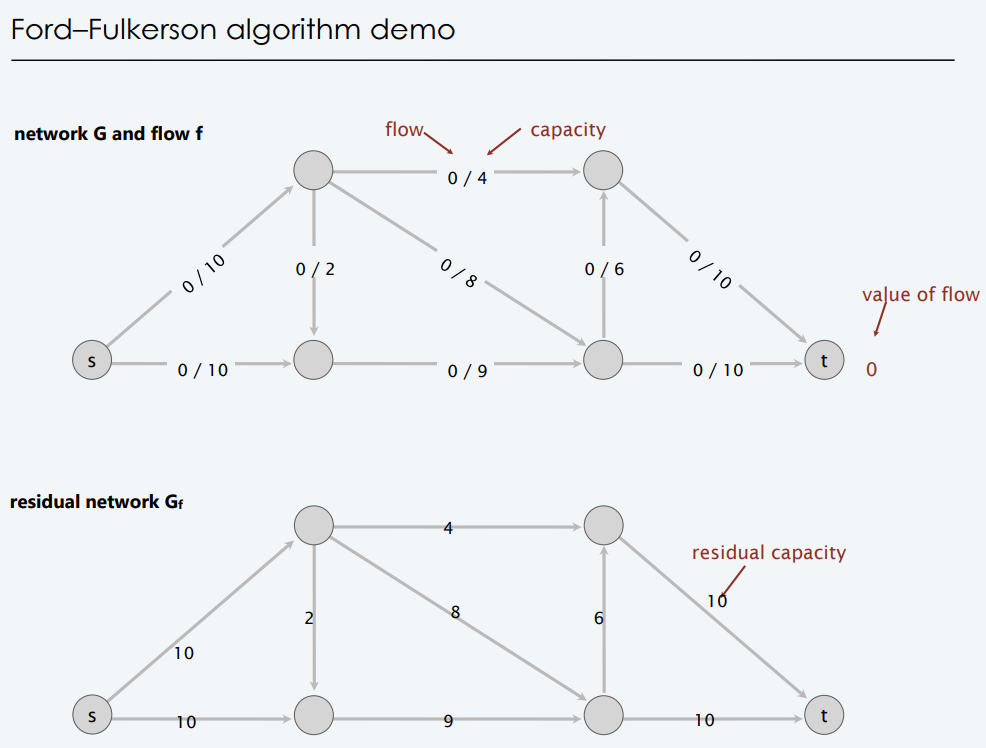 Ford–Fulkerson algorithm demo
network G and flow f
flow
capacity
0 / 4
0 / 10
0 / 2
0 / 8
0 / 6
0 / 10
value of flow
s
0 / 10
0 / 9
0 / 10
t
0
residual network Gf
4
residual capacity
10
2
8
6
10
s
10
9
10
t